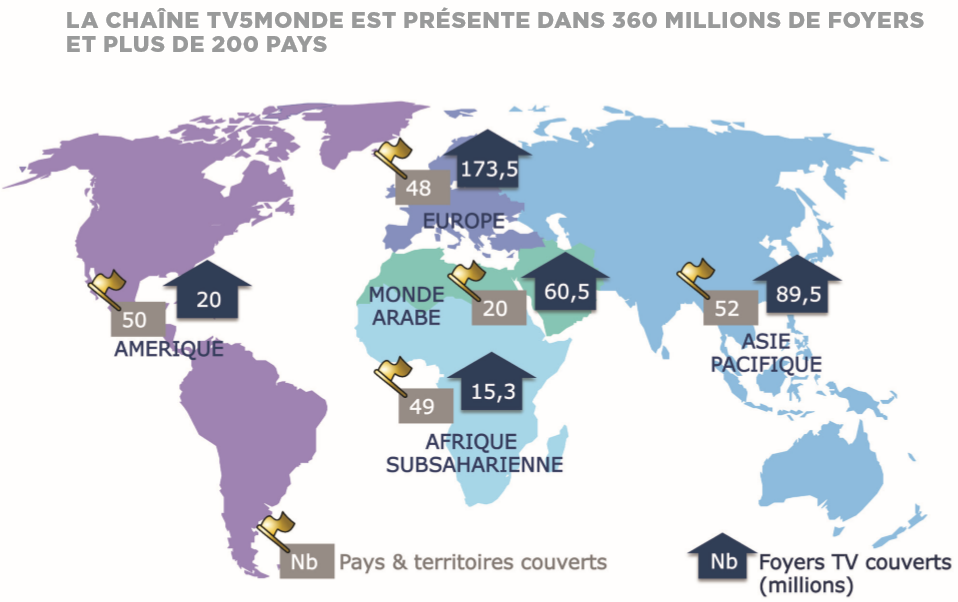 LA CHAÎNE TV5MONDE EST PRÉSENTE DANS 360 MILLIONS DE FOYERS
ET PLUS DE 200 PAYS
173,5
48
EUROPE
20
50
AMERIQUE
60,5
20
MONDE
ARABE
89,5
52
ASIE
PACIFIQUE
15,3
49
AFRIQUE
SUBSAHARIENNE
Nb Pays & territoires couverts
Nb Foyers TV couverts
(millions)